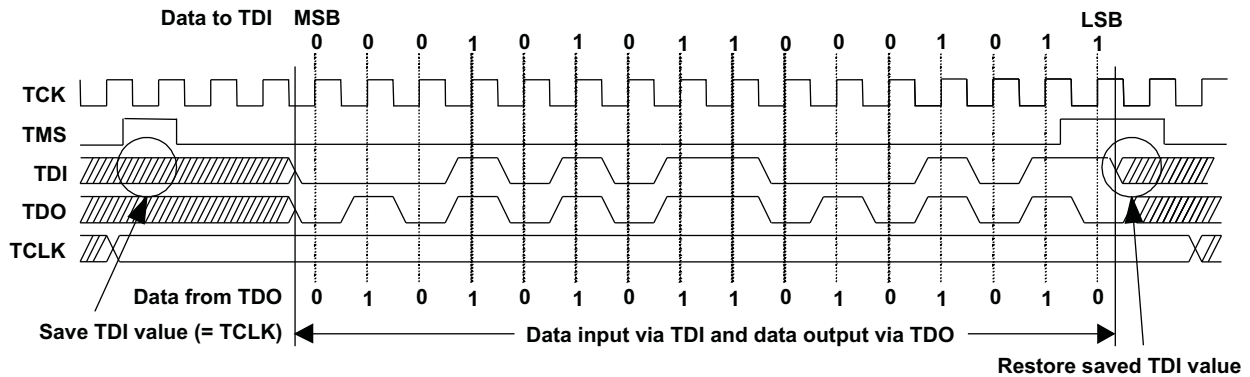 Data to TDI MSB LSB
0 0 0 1 0 1 0 1 1 0 0 0 1 0 1 1
TCK
TMS
TDI
TDO
TCLK
Data from TDO 0 1 0 1 0 1 0 1 1 0 1 0 1 0 1 0
Save TDI value (= TCLK) Data input via TDI and data output via TDO
Restore saved TDI value